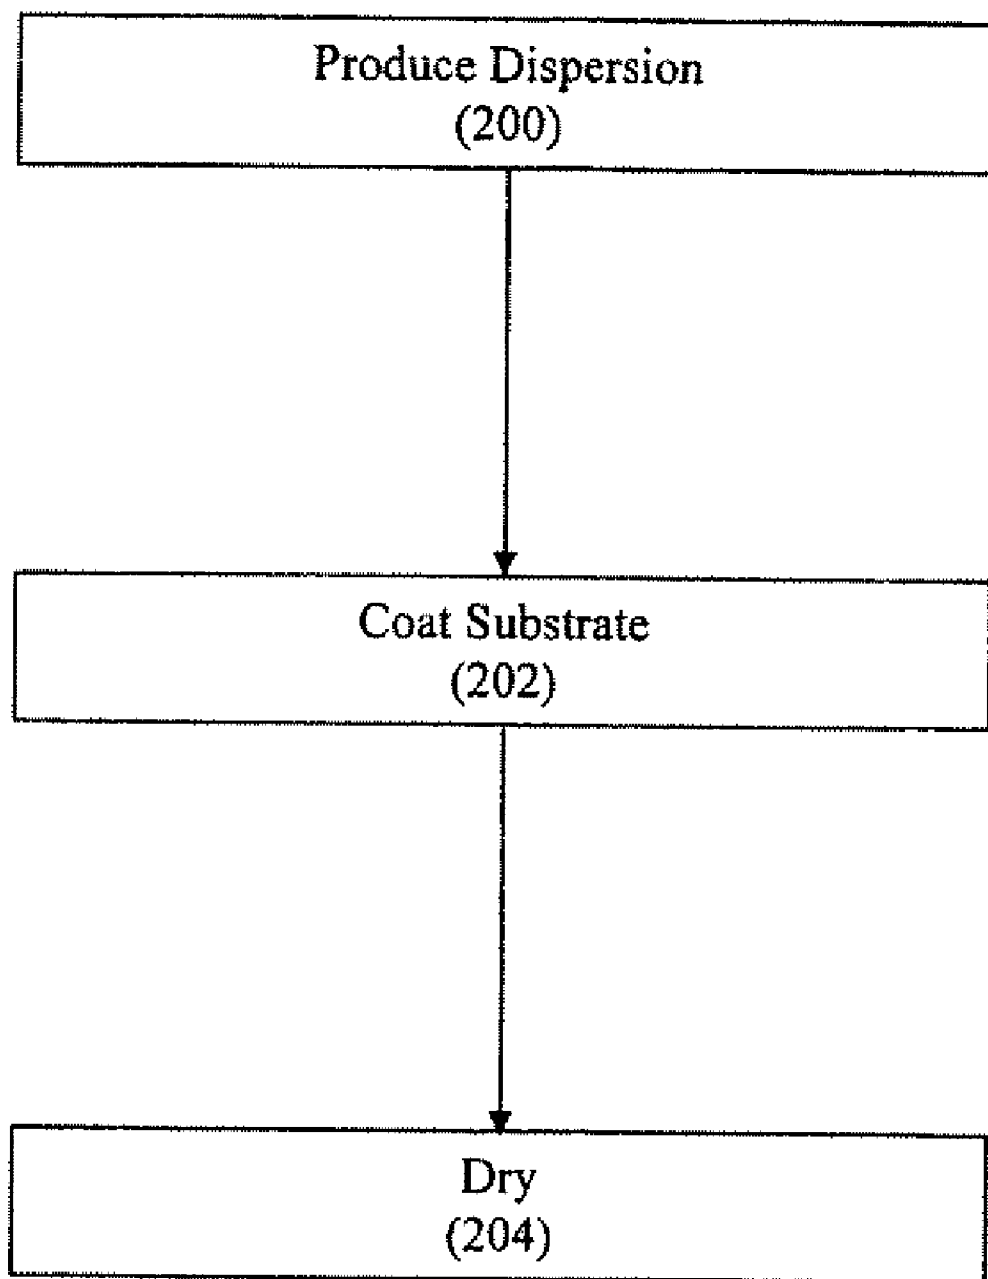 Produce Dispersion
(200)
Coat Substrate
(202)
Dry
(204)